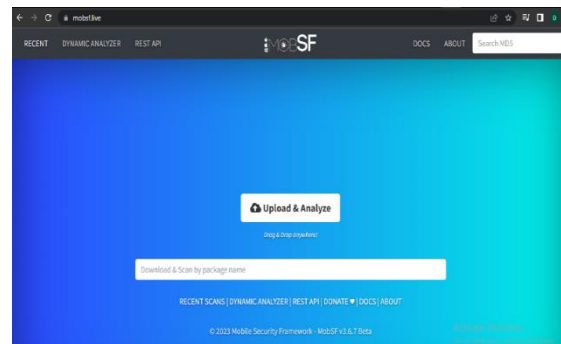 mobsf.live
RECENT DYNAMIC ANALYZER REST API MOBSF DOCS ABOUT Search MD5
Upload & Analyze
Drag & Drop anywhere!
Download & Scan by package name
RECENT SCANS | DYNAMIC ANALYZER | REST API | DONATE ♥ | DOCS | ABOUT
© 2023 Mobile Security Framework - MobSF v3.6.7 Beta